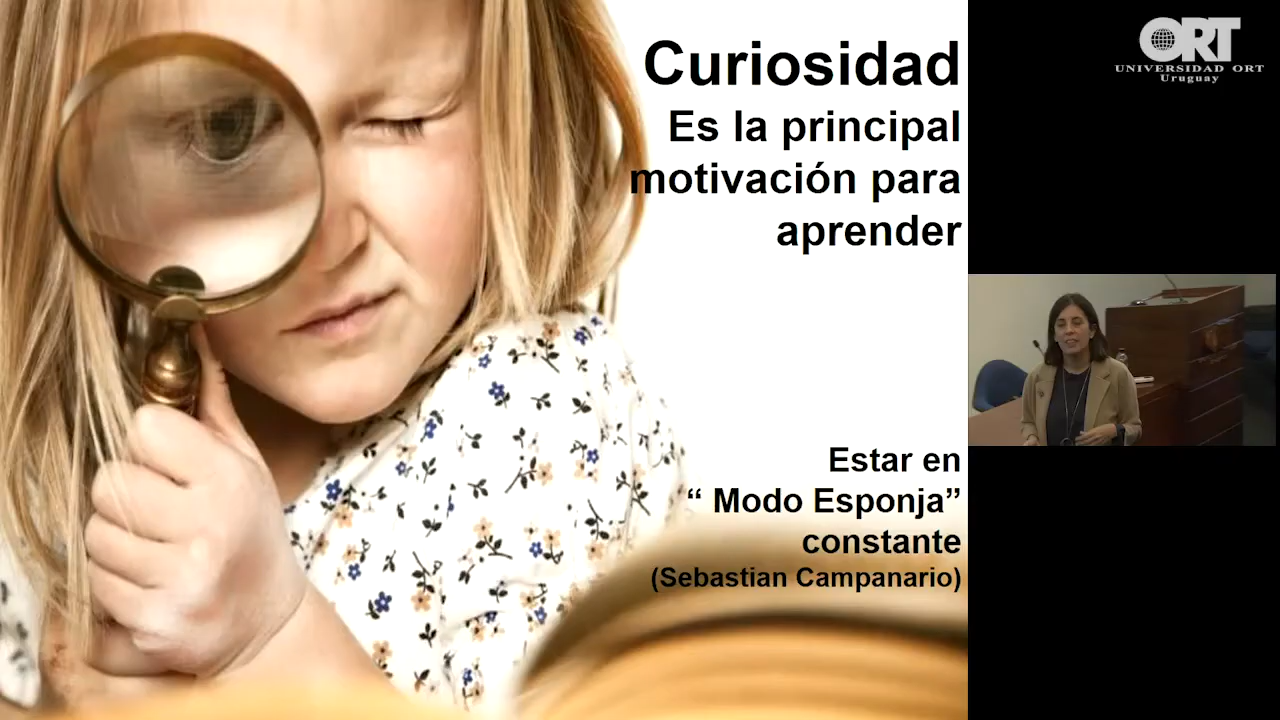 Curiosidad
Es la principal
motivación para
aprender
Estar en
“ Modo Esponja”
constante
(Sebastian Campanario)
ORT
UNIVERSIDAD ORT
Uruguay